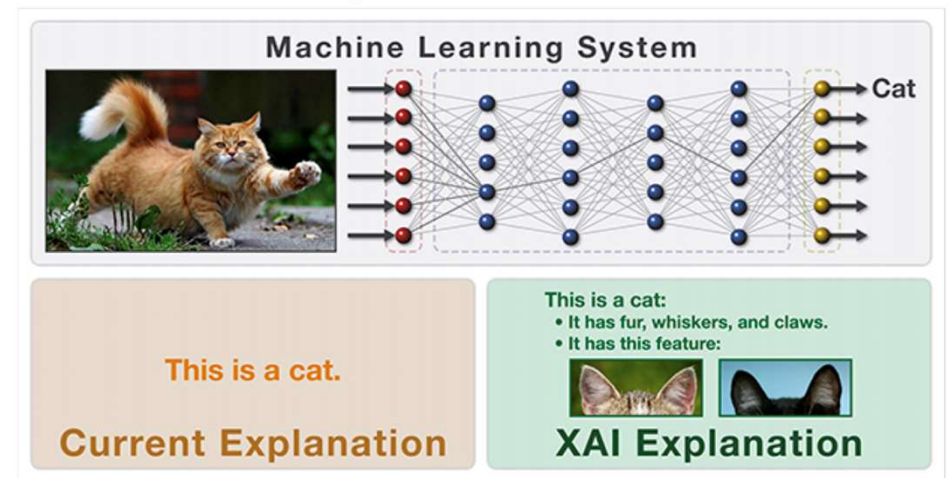 Machine Learning System
Cat
This is a cat.
Current Explanation
This is a cat:
• It has fur, whiskers, and claws.
• It has this feature:
XAI Explanation